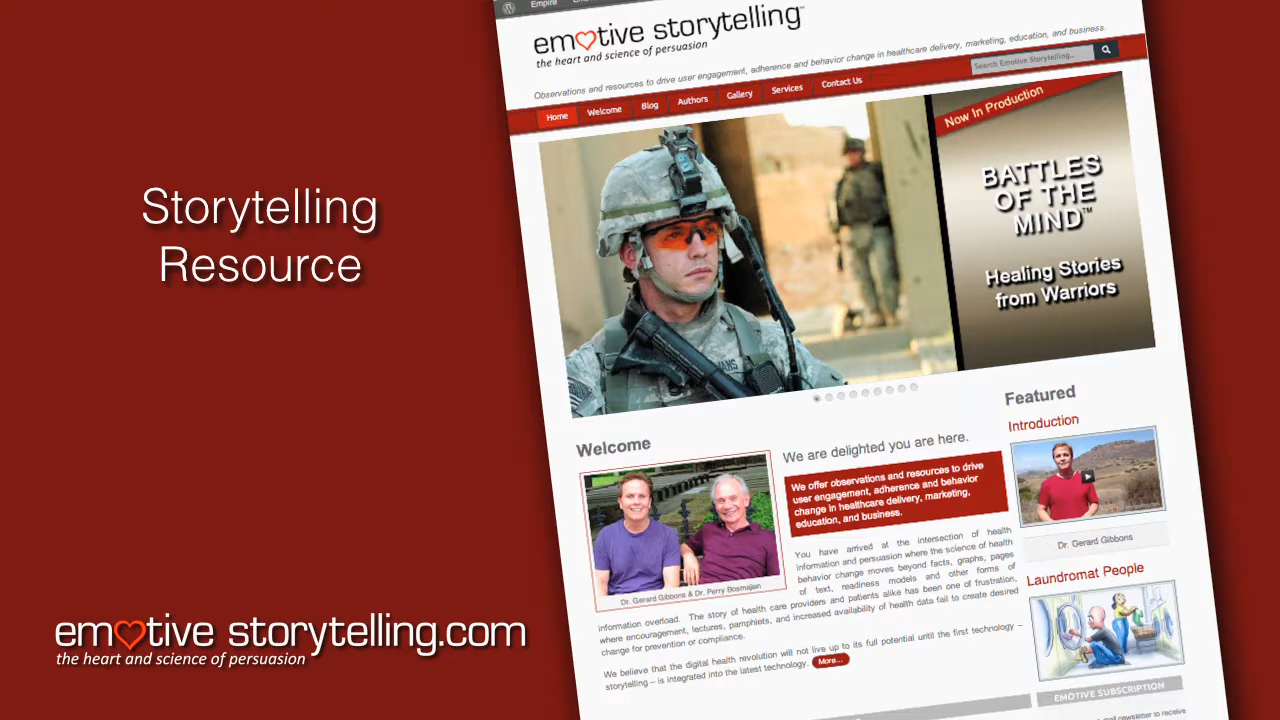 Storytelling
Resource
emotive storytelling.com
the heart and science of persuasion
Empire
emotive storytelling™
the heart and science of persuasion
Observations and resources to drive user engagement, adherence and behavior change in healthcare delivery, marketing, education, and business.
Search Emotive Storytelling...
Home Welcome Blog Authors Gallery Services Contact Us
Now In Production
BATTLES
OF THE
MIND™
Healing Stories
from Warriors
Welcome
Dr. Gerard Gibbons & Dr. Perry Bosmajian
We are delighted you are here.
We offer observations and resources to drive
user engagement, adherence and behavior
change in healthcare delivery, marketing,
education, and business.
You have arrived at the intersection of health
information and persuasion where the science of health
behavior change moves beyond facts, graphs, pages
of text, readiness models and other forms of
information overload. The story of health care providers and patients alike has been one of frustration,
where encouragement, lectures, pamphlets, and increased availability of health data fail to create desired
change for prevention or compliance.
We believe that the digital health revolution will not live up to its full potential until the first technology –
storytelling – is integrated into the latest technology. More...
Featured
Introduction
Dr. Gerard Gibbons
Laundromat People
EMOTIVE SUBSCRIPTION
newsletter to receive